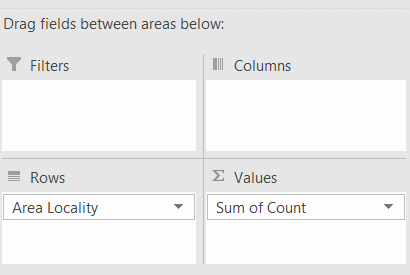 Drag fields between areas below:
Filters
Columns
Rows
Values
Area Locality
Sum of Count